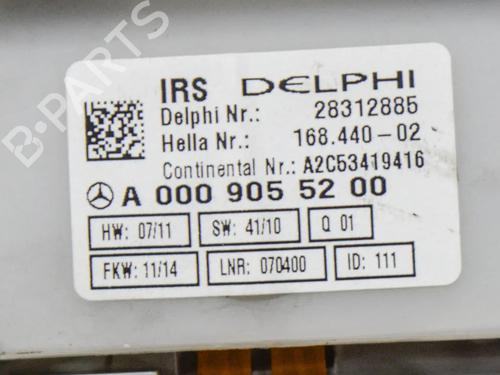 B-PARTS
IRS DELPHI
Delphi Nr.: 28312885
Hella Nr.: 168.440-02
Continental Nr.: A2C53419416
A 000 905 52 00
HW: 07/11 SW: 41/10 Q 01
FKW: 11/14 LNR: 070400 ID: 111